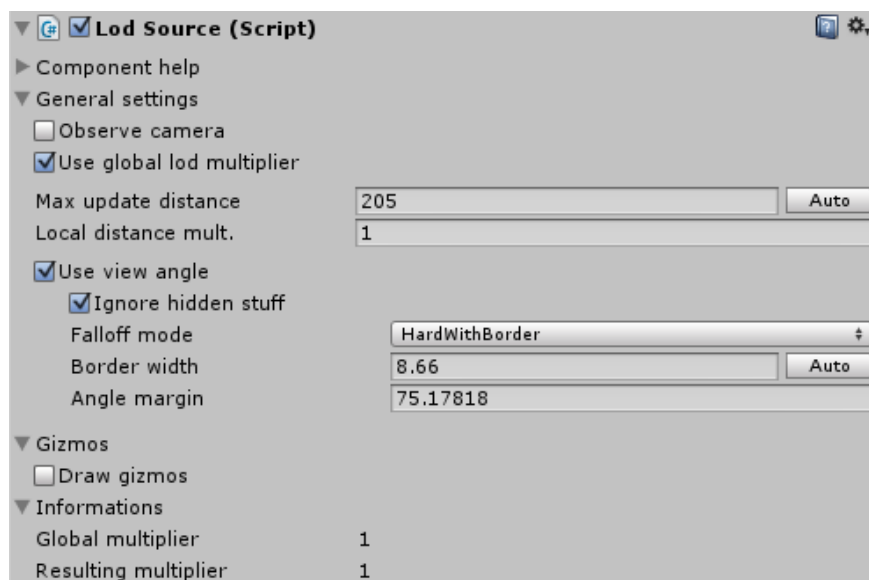 Lod Source (Script)
Component help
General settings
Observe camera
Use global lod multiplier
Max update distance 205 Auto
Local distance mult. 1
Use view angle
Ignore hidden stuff
Falloff mode HardWithBorder
Border width 8.66 Auto
Angle margin 75.17818
Gizmos
Draw gizmos
Informations
Global multiplier 1
Resulting multiplier 1